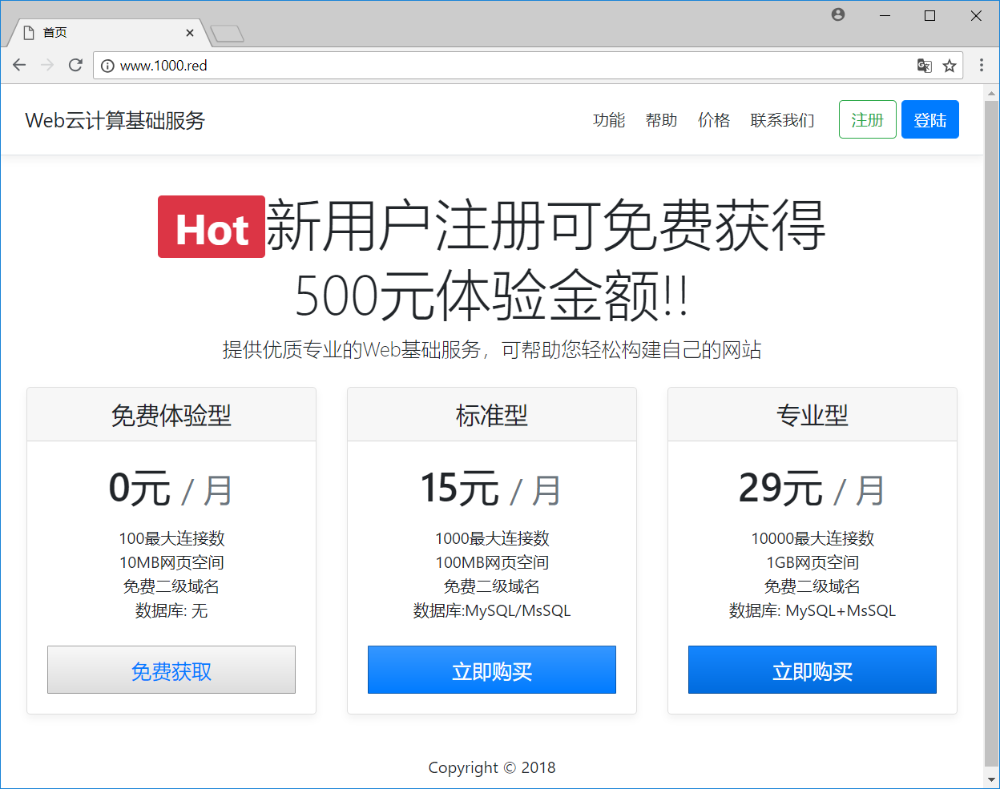 首页
www.1000.red
Web云计算基础服务
功能 帮助 价格 联系我们 注册 登陆
Hot新用户注册可免费获得
500元体验金额!!
提供优质专业的Web基础服务，可帮助您轻松构建自己的网站
免费体验型
0元 / 月
100最大连接数
10MB网页空间
免费二级域名
数据库: 无
免费获取
标准型
15元 / 月
1000最大连接数
100MB网页空间
免费二级域名
数据库:MySQL/MsSQL
立即购买
专业型
29元 / 月
10000最大连接数
1GB网页空间
免费二级域名
数据库: MySQL+MsSQL
立即购买
Copyright © 2018